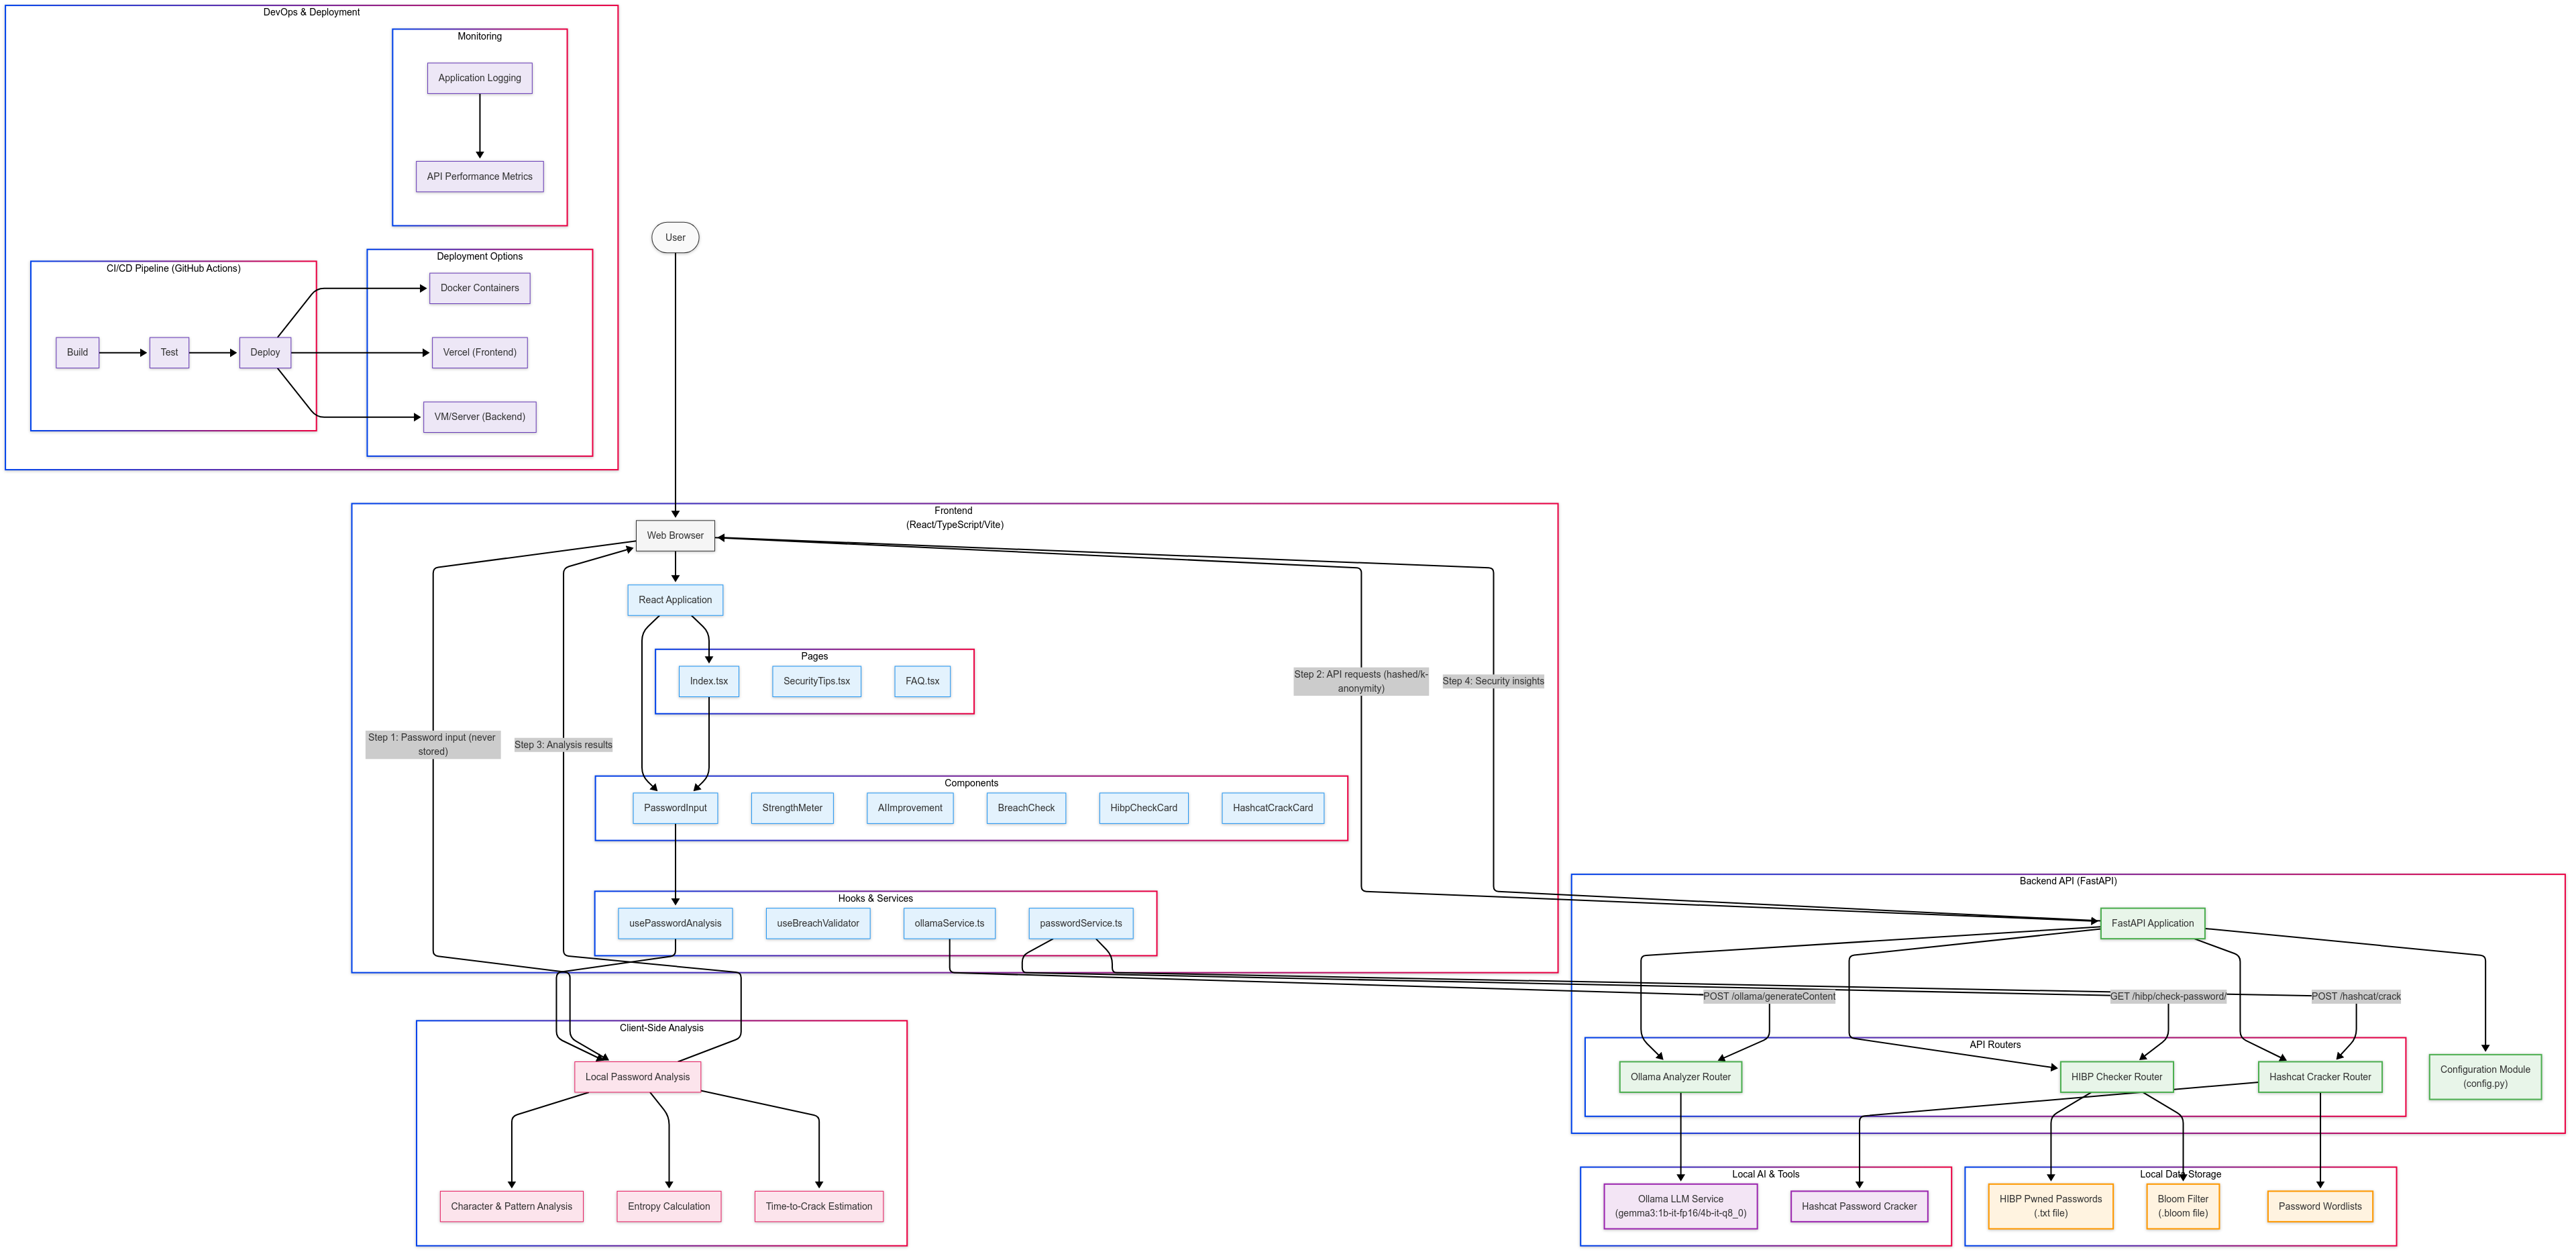 DevOps & Deployment
Monitoring
Application Logging
API Performance Metrics
CI/CD Pipeline (GitHub Actions)
Build
Test
Deploy
Deployment Options
Docker Containers
Vercel (Frontend)
VM/Server (Backend)
User
Frontend
(React/TypeScript/Vite)
Web Browser
React Application
Pages
Index.tsx
SecurityTips.tsx
FAQ.tsx
Step 1: Password input (never
stored)
Step 3: Analysis results
Step 2: API requests (hashed/k-
anonymity)
Step 4: Security insights
Components
PasswordInput
StrengthMeter
AIImprovement
BreachCheck
HibpCheckCard
HashcatCrackCard
Hooks & Services
usePasswordAnalysis
useBreachValidator
ollamaService.ts
passwordService.ts
Backend API (FastAPI)
FastAPI Application
POST /ollama/generateContent
GET /hibp/check-password/
POST /hashcat/crack
API Routers
Ollama Analyzer Router
HIBP Checker Router
Hashcat Cracker Router
Configuration Module
(config.py)
Client-Side Analysis
Local Password Analysis
Character & Pattern Analysis
Entropy Calculation
Time-to-Crack Estimation
Local AI & Tools
Ollama LLM Service
(gemma3:1b-it-fp16/4b-it-q8_0)
Hashcat Password Cracker
Local Data Storage
HIBP Pwned Passwords
(.txt file)
Bloom Filter
(.bloom file)
Password Wordlists